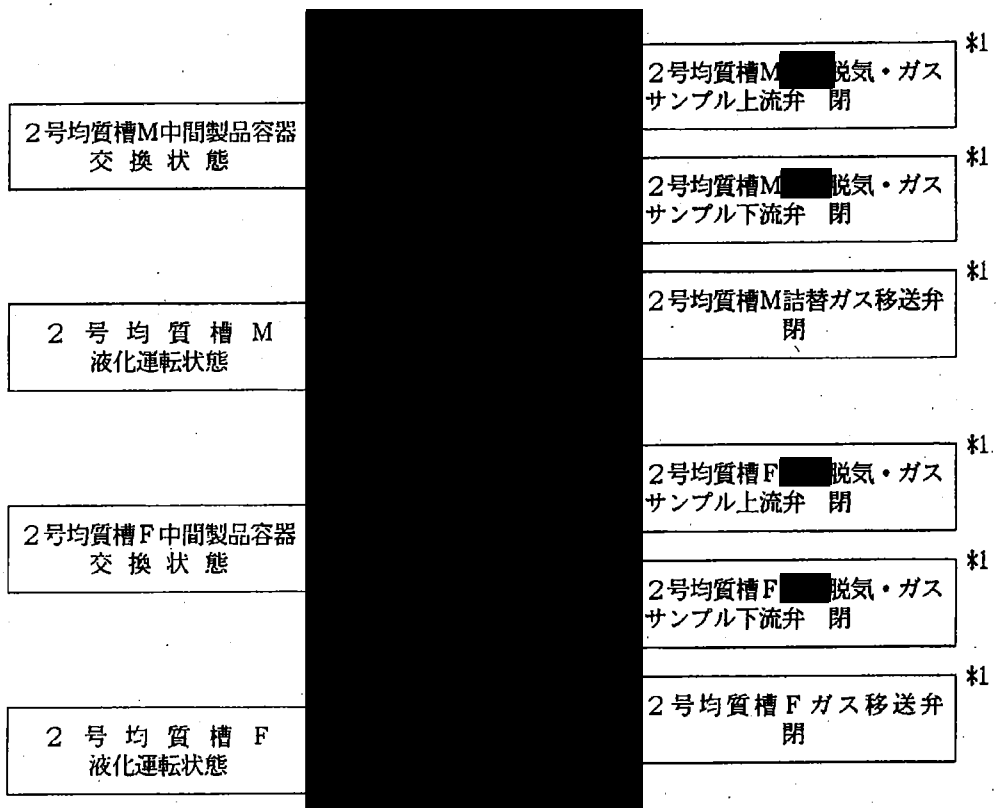 2号均質槽M中間製品容器
交換状態
2号均質槽M
液化運転状態
2号均質槽F中間製品容器
交換状態
2号均質槽F
液化運転状態
*1
2号均質槽M 脱気・ガス
サンプル上流弁 閉
*1
2号均質槽M 脱気・ガス
サンプル下流弁 閉
*1
2号均質槽M詰替ガス移送弁
閉
*1
2号均質槽F 脱気・ガス
サンプル上流弁 閉
*1
2号均質槽F 脱気・ガス
サンプル下流弁 閉
*1
2号均質槽Fガス移送弁
閉